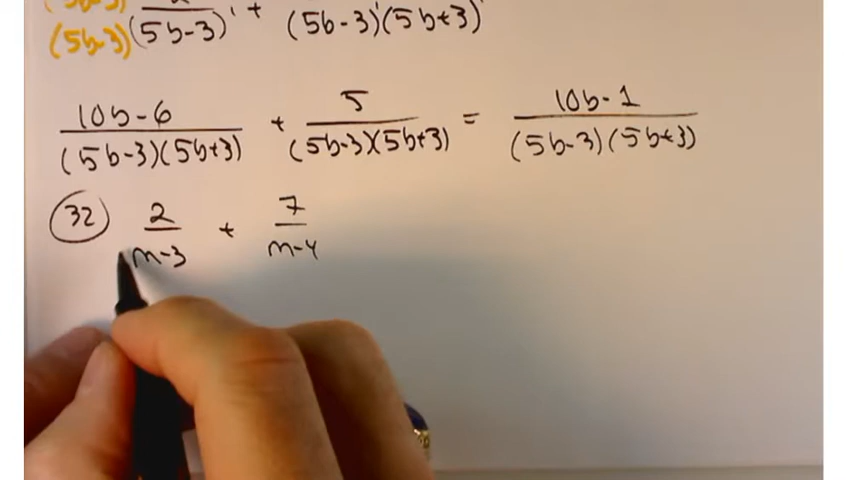 (5b-3) (5b-3) + (5b-3)(5b+3)
10b-6 + 5 = 10b-1
(5b-3)(5b+3) (5b-3)(5b+3) (5b-3)(5b+3)
32 2 + 7
m-3 m-4